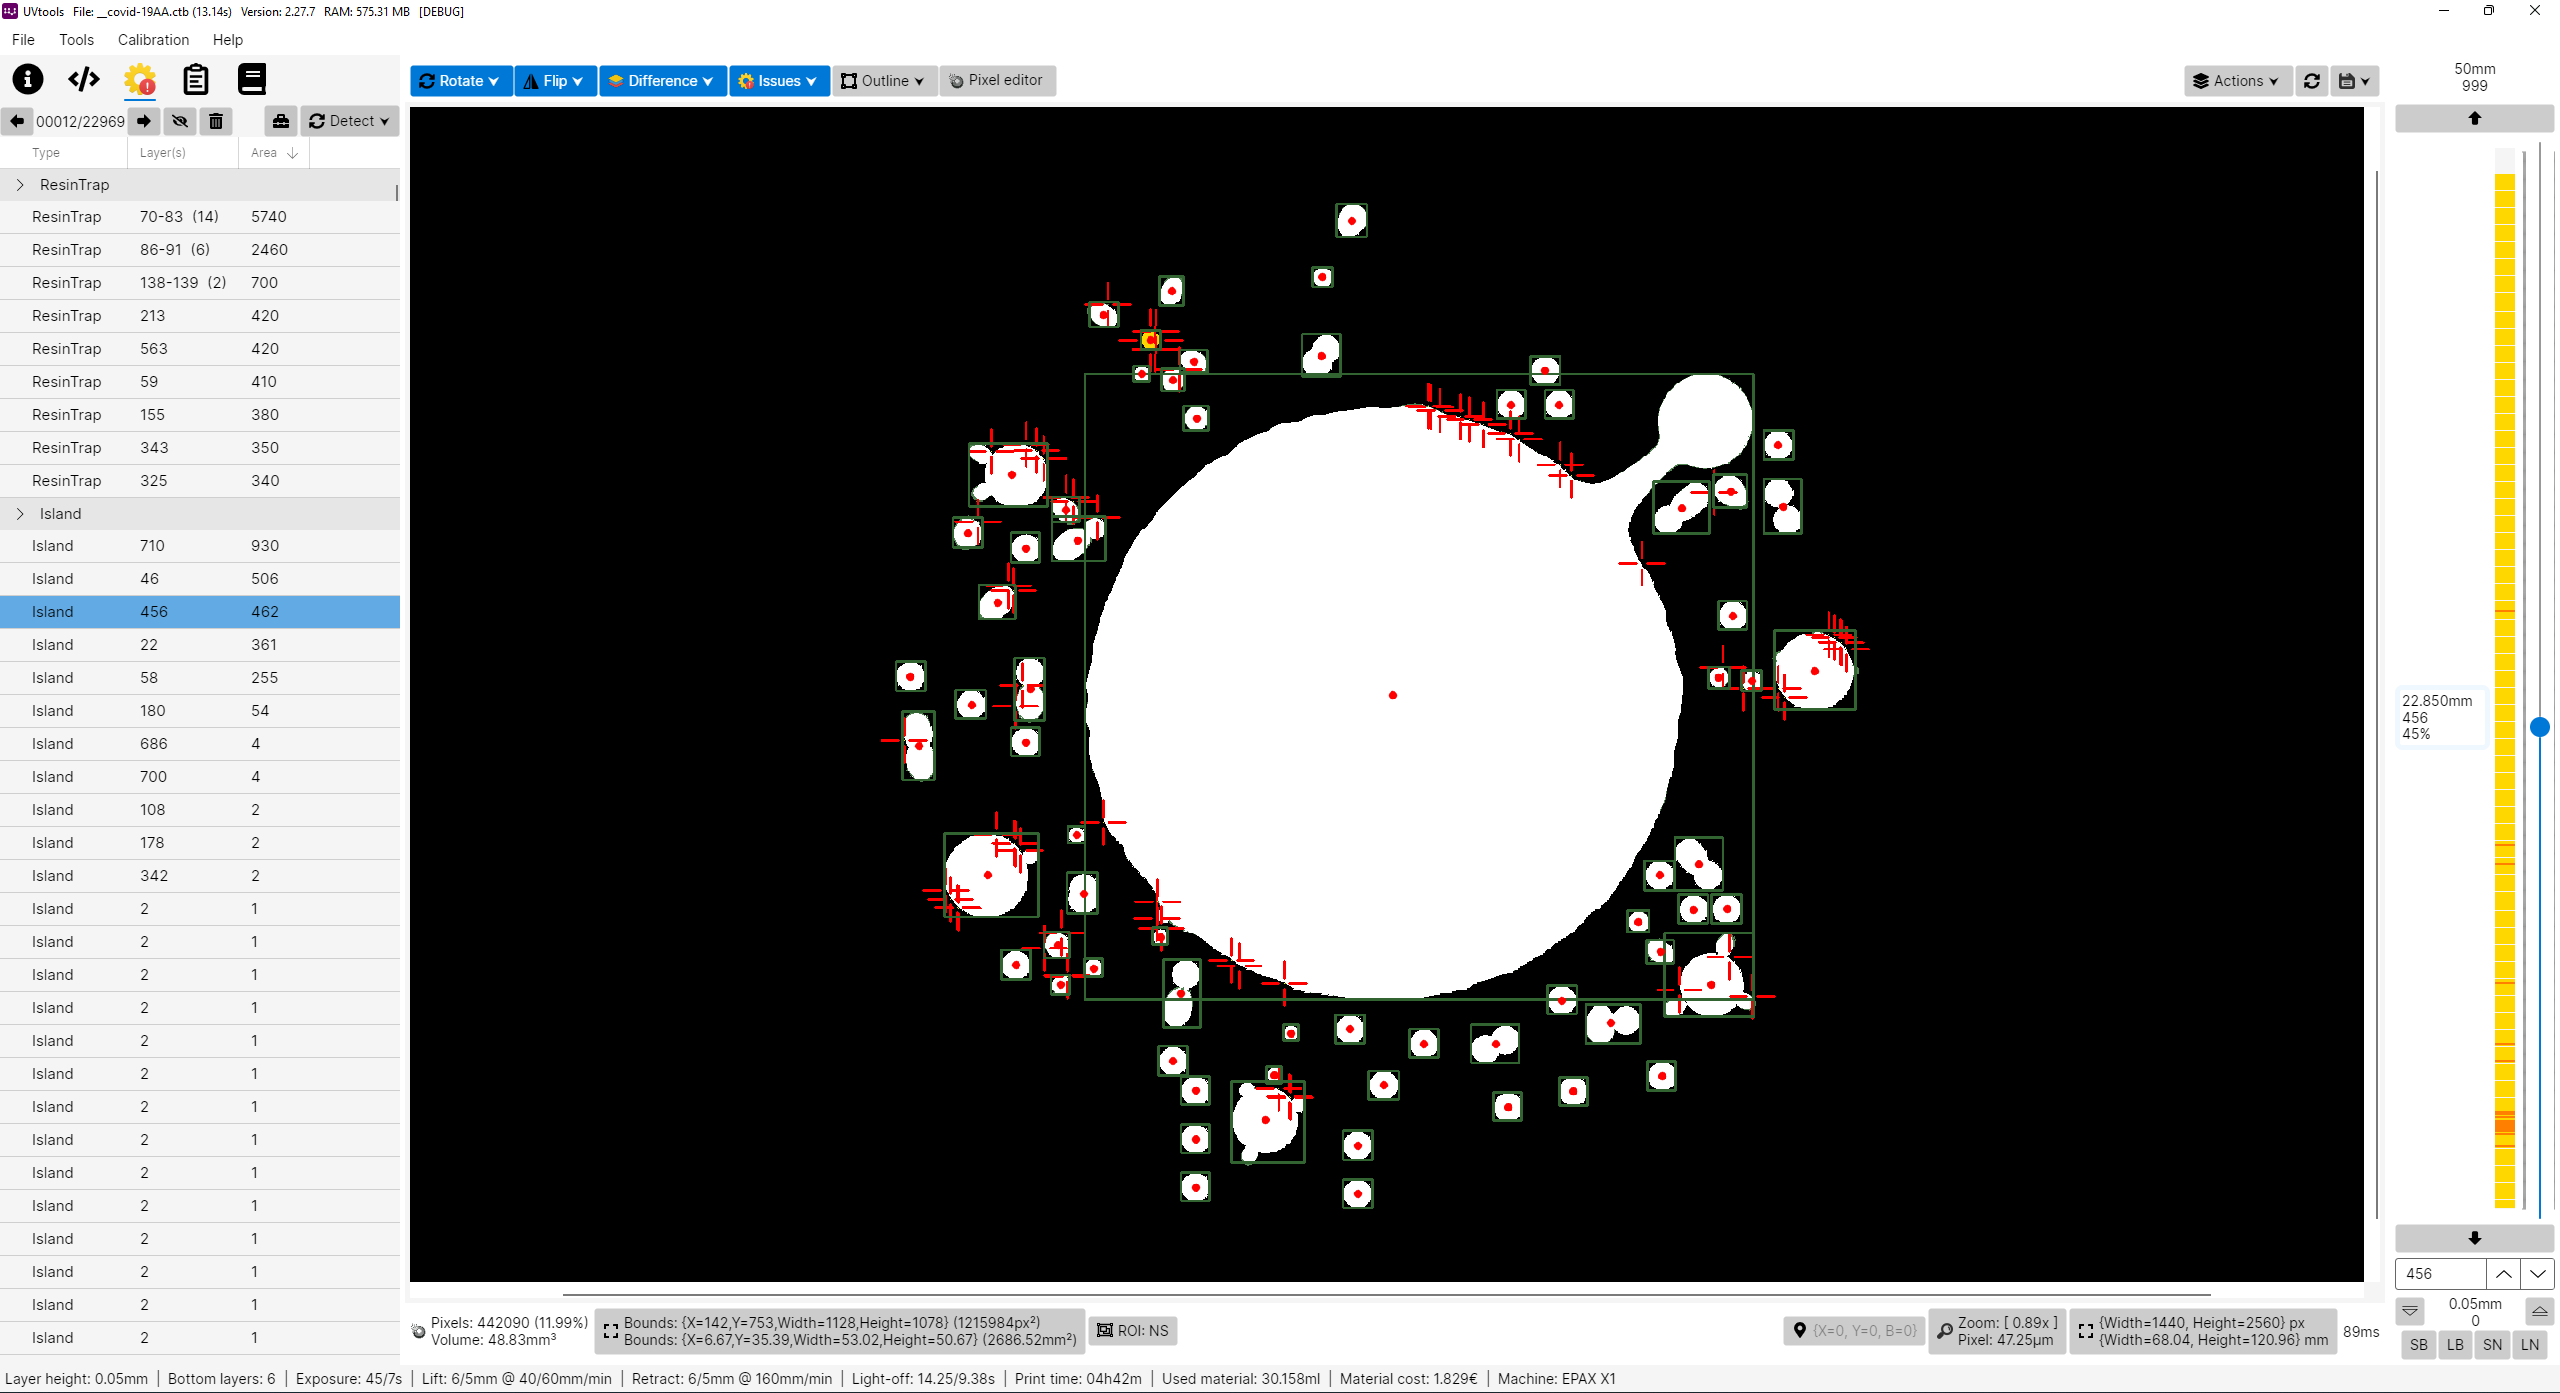 UVtools File: __covid-19AA.ctb (13.14s) Version: 2.27.7 RAM: 575.31 MB [DEBUG]
File Tools Calibration Help
Rotate Flip Difference Issues Outline Pixel editor Actions
50mm
999
00012/22969 Detect
Type Layer(s) Area
ResinTrap
ResinTrap 70-83 (14) 5740
ResinTrap 86-91 (6) 2460
ResinTrap 138-139 (2) 700
ResinTrap 213 420
ResinTrap 563 420
ResinTrap 59 410
ResinTrap 155 380
ResinTrap 343 350
ResinTrap 325 340
Island
Island 710 930
Island 46 506
Island 456 462
Island 22 361
Island 58 255
Island 180 54
Island 686 4
Island 700 4
Island 108 2
Island 178 2
Island 342 2
Island 2 1
Island 2 1
Island 2 1
Island 2 1
Island 2 1
Island 2 1
Island 2 1
Island 2 1
Island 2 1
Island 2 1
Island 2 1
Island 2 1
Island 2 1
Island 2 1
22.850mm
456
45%
456
0.05mm
0
SB LB SN LN
Pixels: 442090 (11.99%)
Volume: 48.83mm³
Bounds: {X=142,Y=753,Width=1128,Height=1078} (1215984px²)
Bounds: {X=6.67,Y=35.39,Width=53.02,Height=50.67} (2686.52mm²)
ROI: NS
{X=0, Y=0, B=0}
Zoom: [ 0.89x ]
Pixel: 47.25µm
{Width=1440, Height=2560} px
{Width=68.04, Height=120.96} mm
89ms
Layer height: 0.05mm | Bottom layers: 6 | Exposure: 45/7s | Lift: 6/5mm @ 40/60mm/min | Retract: 6/5mm @ 160mm/min | Light-off: 14.25/9.38s | Print time: 04h42m | Used material: 30.158ml | Material cost: 1.829€ | Machine: EPAX X1